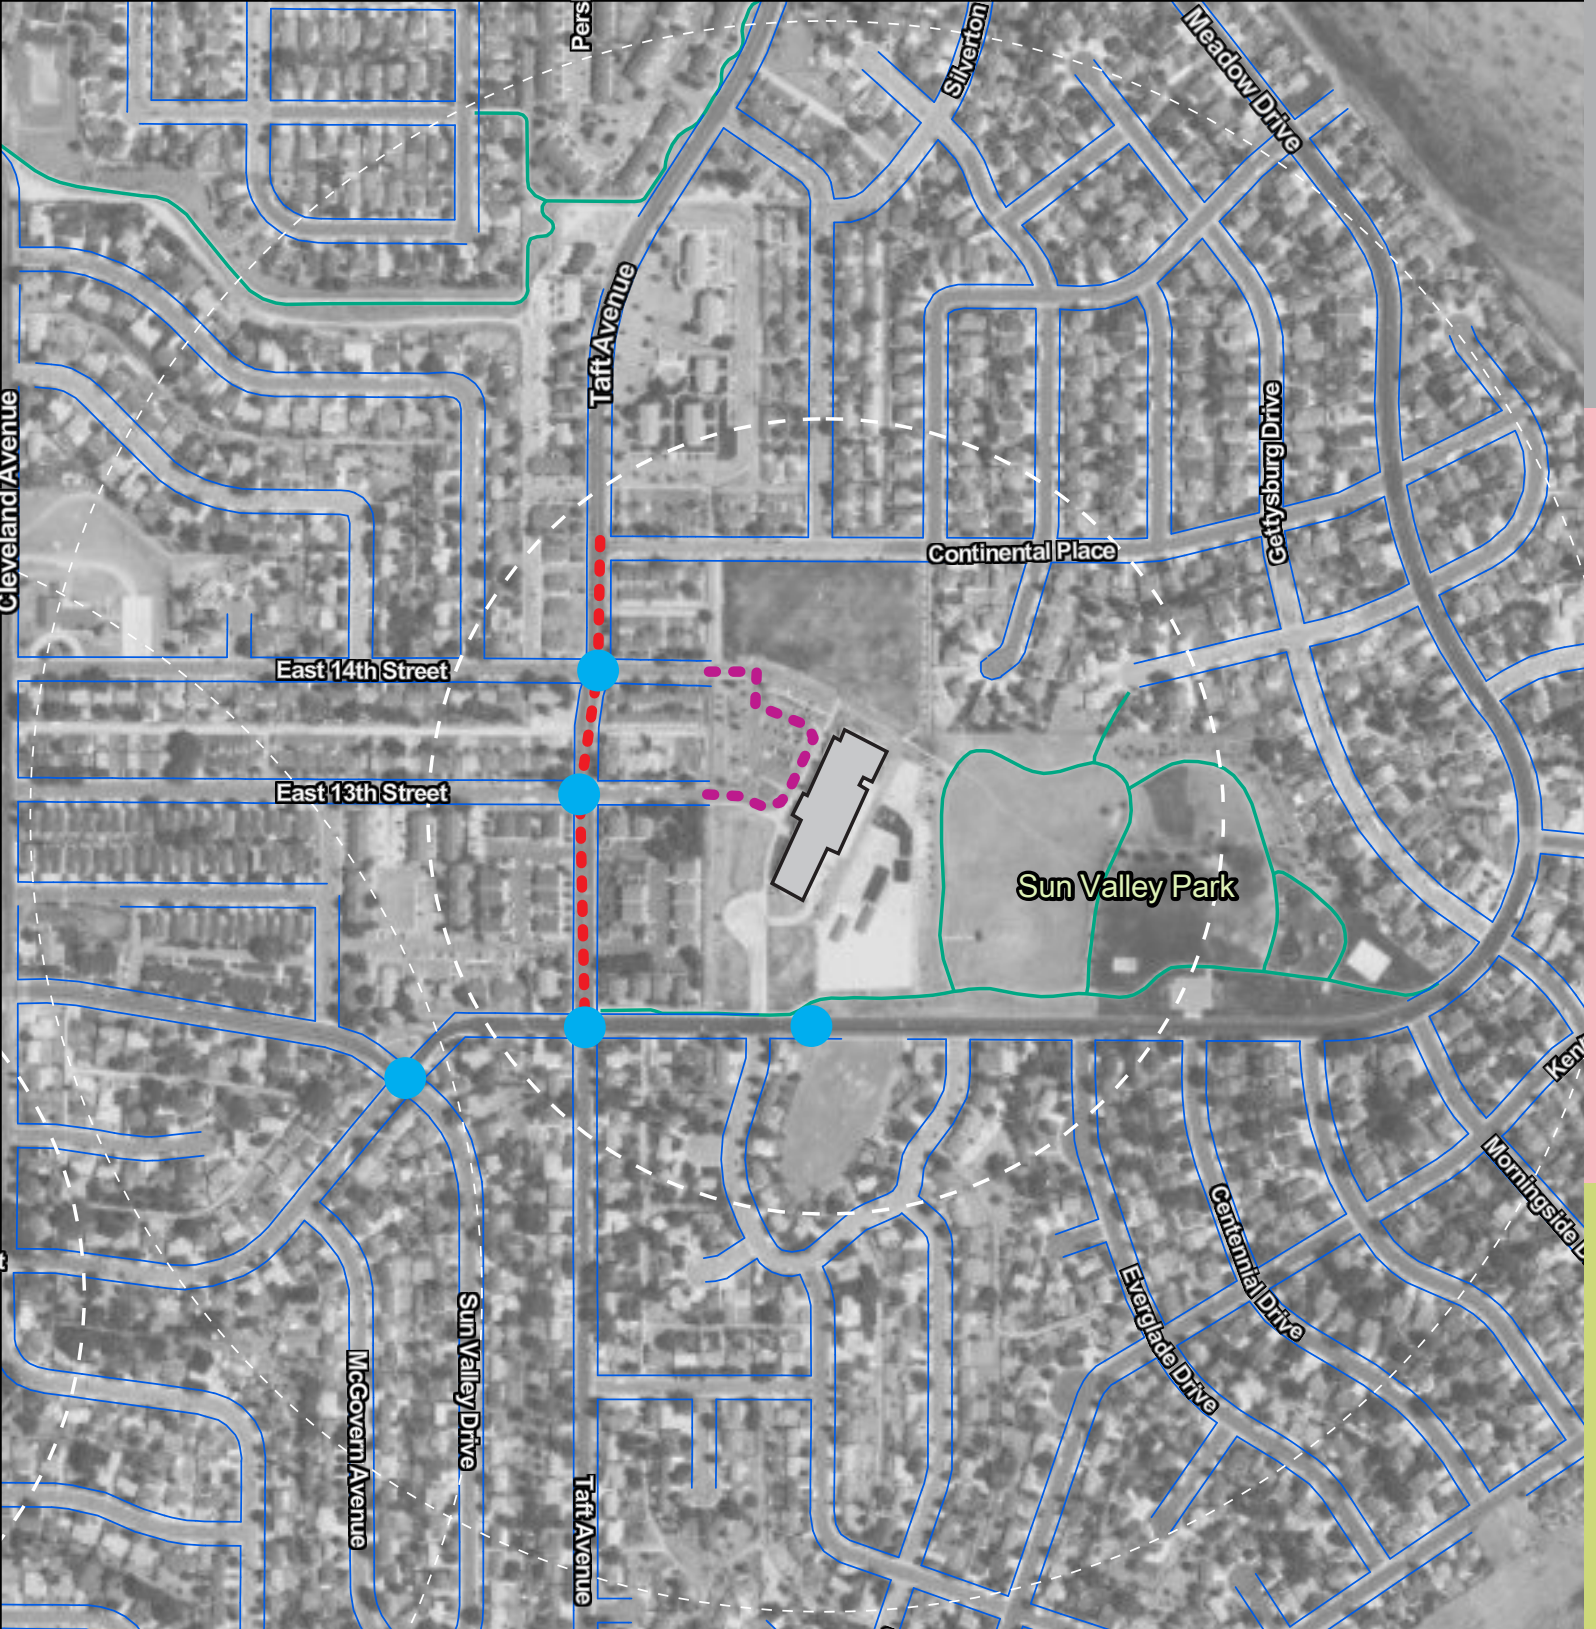 Pers
Silverton
Meadow Drive
Taft Avenue
Cleveland Avenue
Gettysburg Drive
Continental Place
East 14th Street
East 13th Street
Sun Valley Park
Kent
Morningside D
Centennial Drive
Everglade Drive
Sun Valley Drive
McGovern Avenue
Taft Avenue